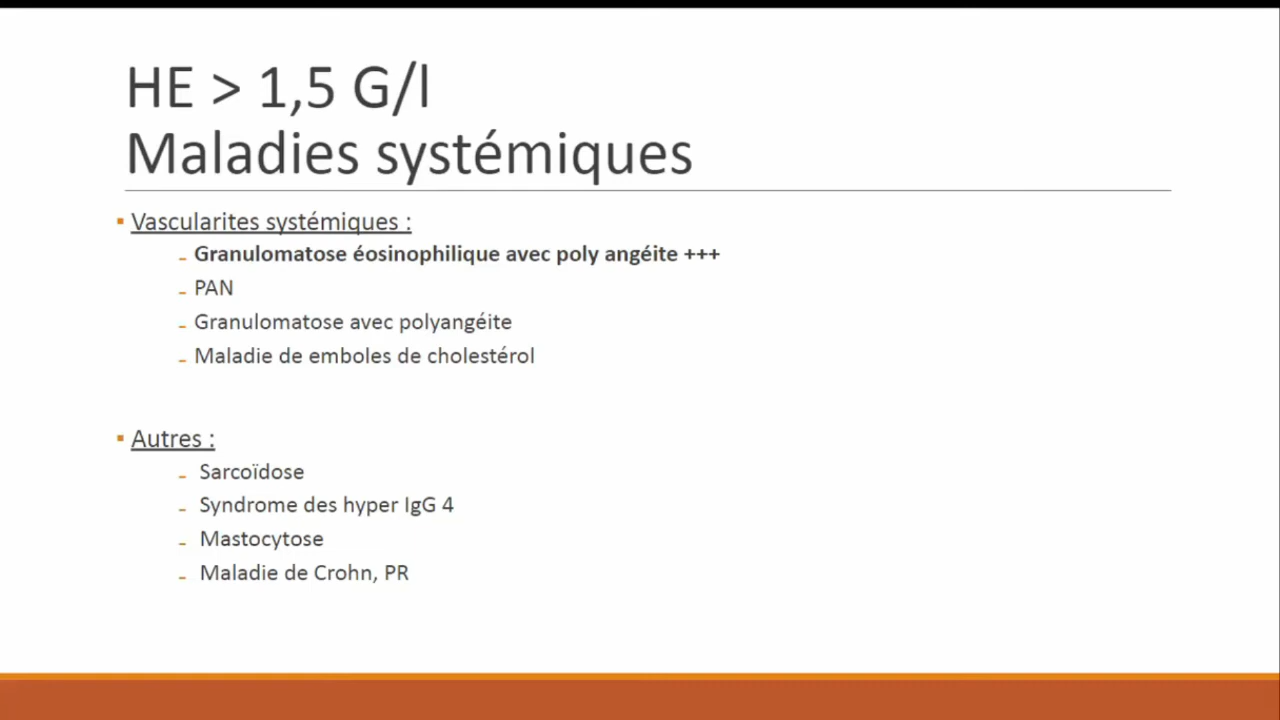 HE > 1,5 G/l
Maladies systémiques
▪ Vascularites systémiques :
– Granulomatose éosinophilique avec poly angéite +++
– PAN
– Granulomatose avec polyangéite
– Maladie de emboles de cholestérol
▪ Autres :
– Sarcoïdose
– Syndrome des hyper IgG 4
– Mastocytose
– Maladie de Crohn, PR